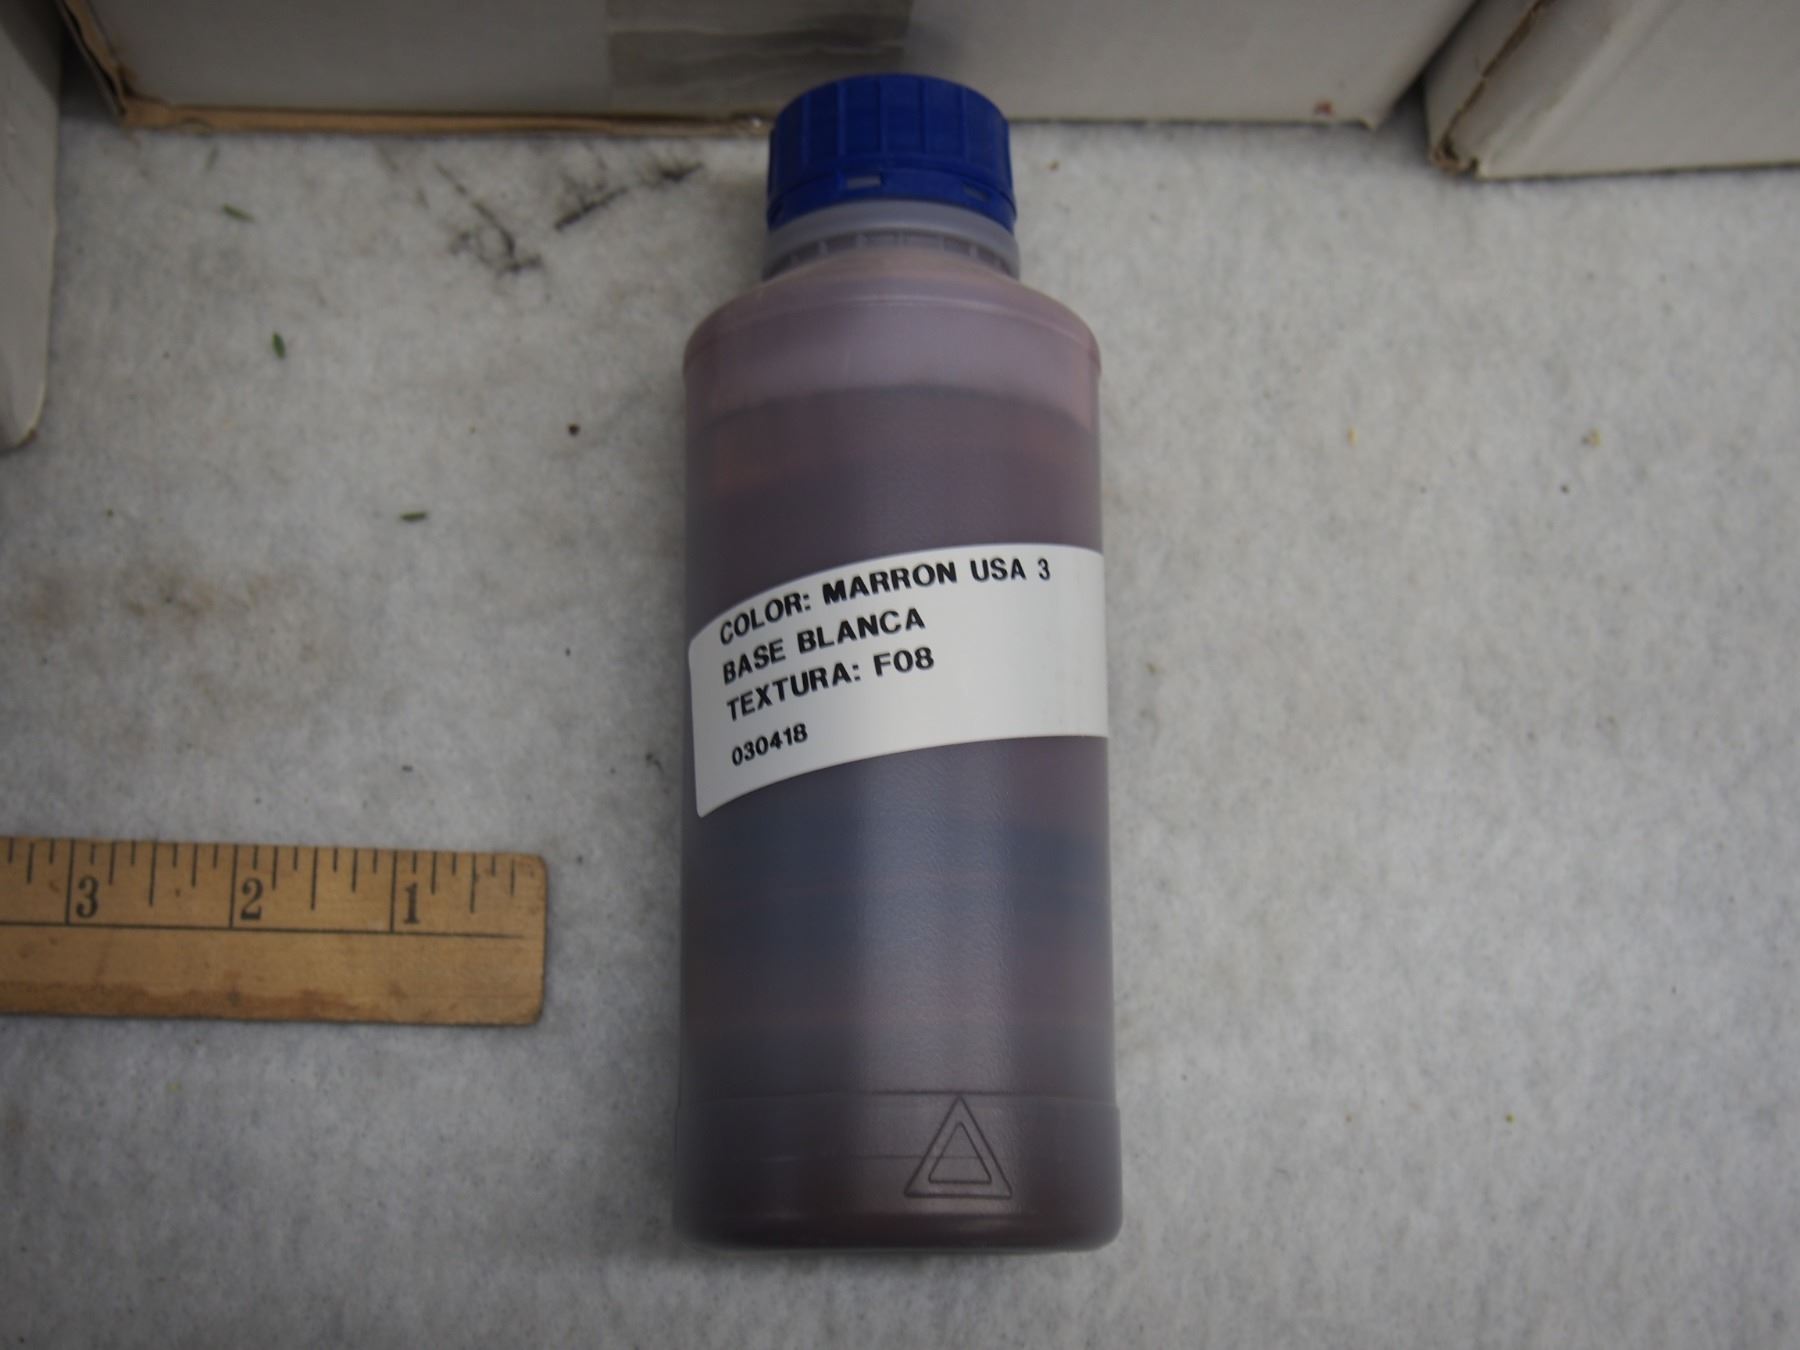 COLOR: MARRON USA 3
BASE BLANCA
TEXTURA: F08
030418
3 2 1